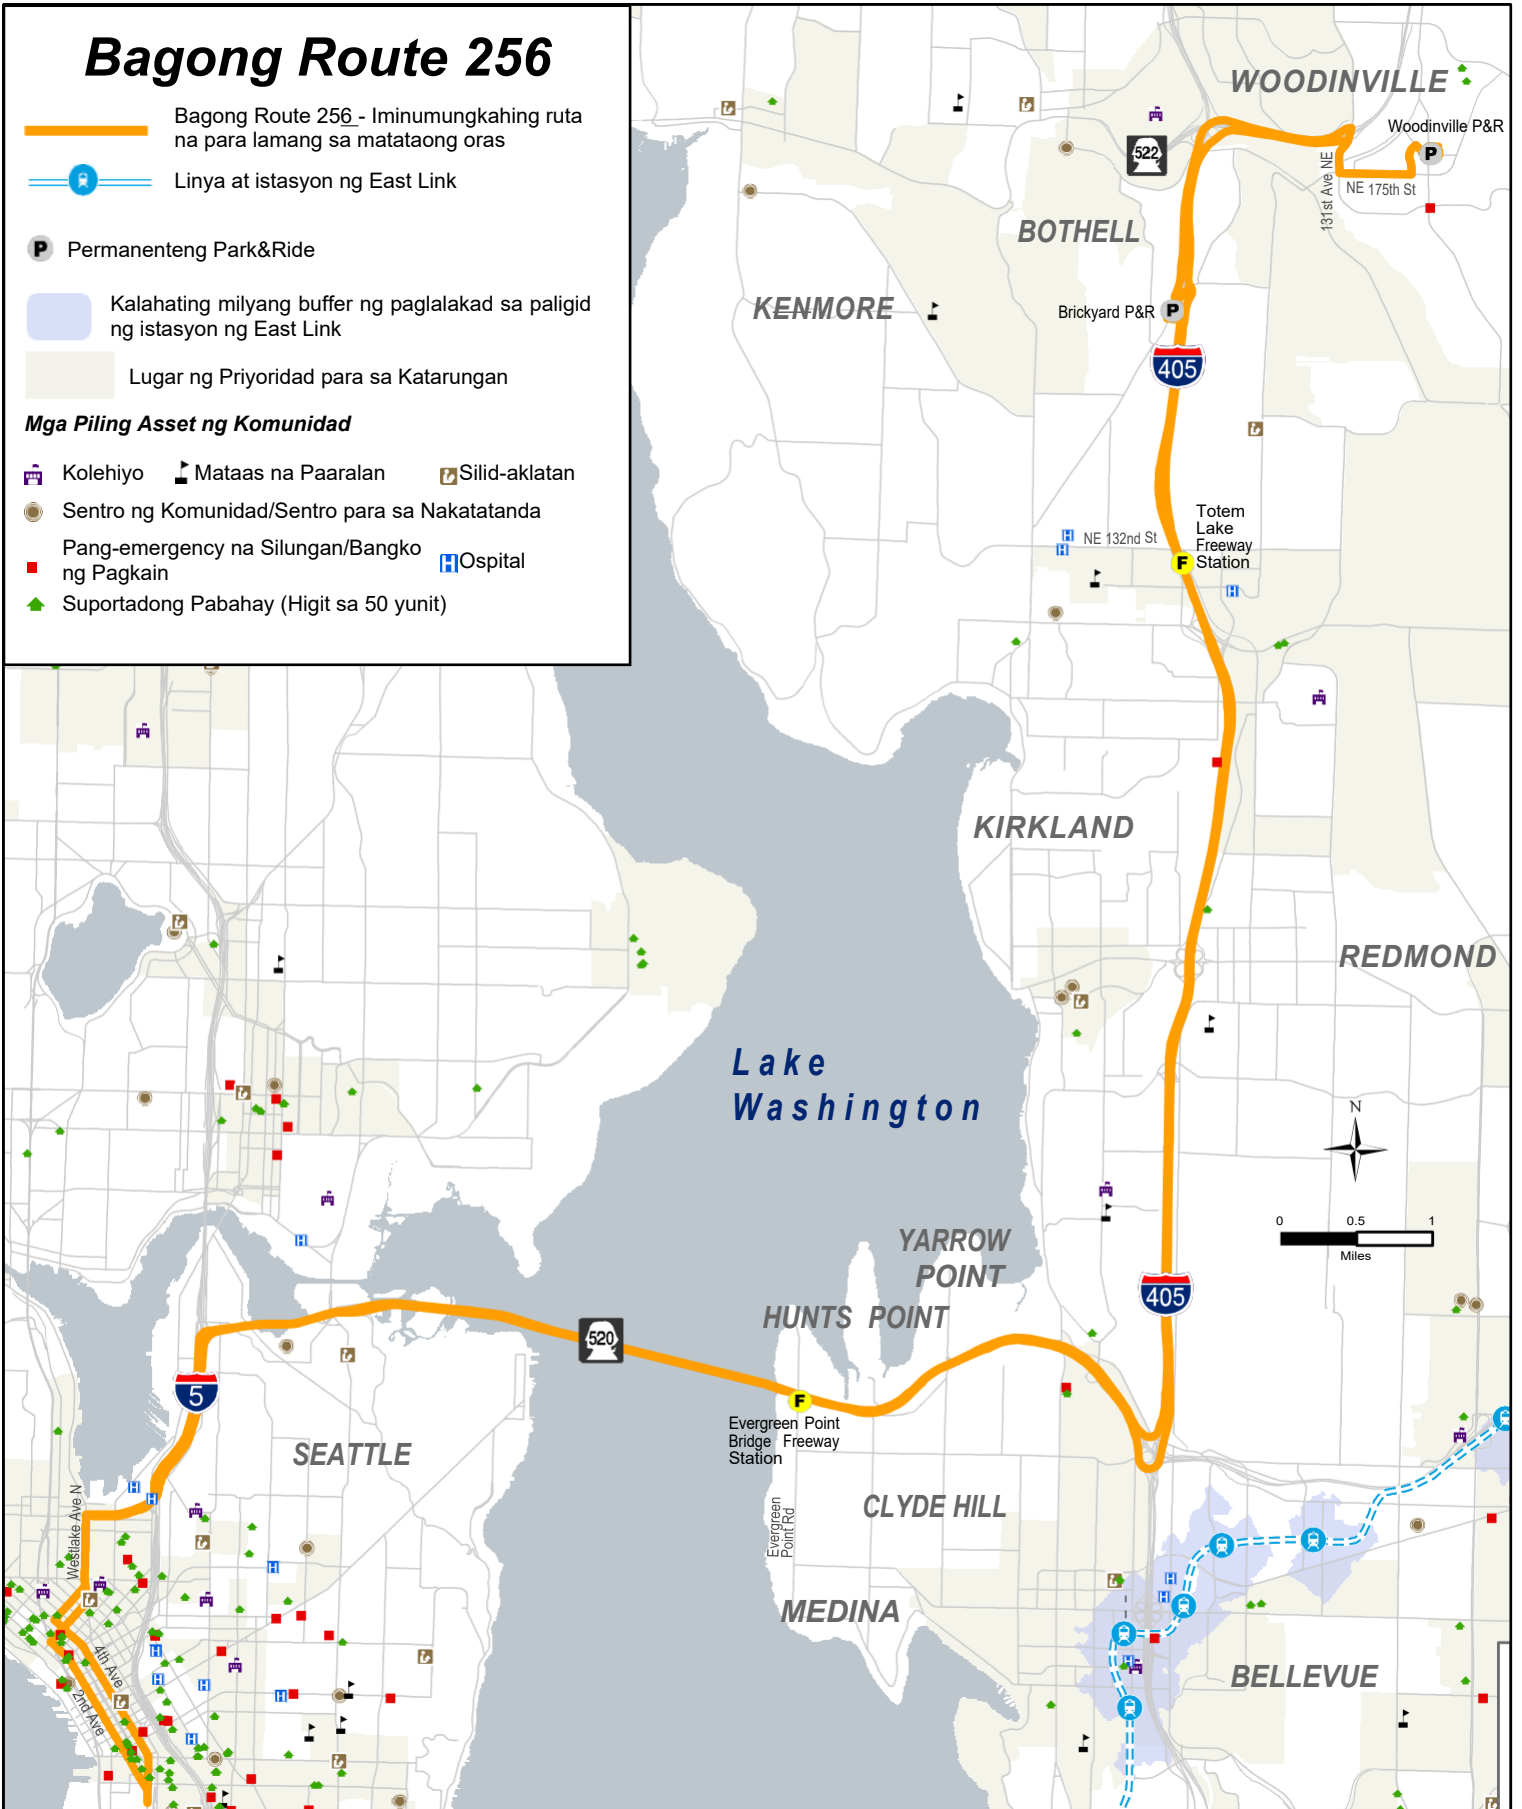 Bagong Route 256
Bagong Route 256 - Iminumungkahing ruta
na para lamang sa matataong oras
Linya at istasyon ng East Link
P Permanenteng Park&Ride
Kalahating milyang buffer ng paglalakad sa paligid
ng istasyon ng East Link
Lugar ng Priyoridad para sa Katarungan
Mga Piling Asset ng Komunidad
Kolehiyo Mataas na Paaralan Silid-aklatan
Sentro ng Komunidad/Sentro para sa Nakatatanda
Pang-emergency na Silungan/Bangko
ng Pagkain
H Ospital
Suportadong Pabahay (Higit sa 50 yunit)
WOODINVILLE
Woodinville P&R
P
522
131st Ave NE
NE 175th St
BOTHELL
KENMORE
Brickyard P&R P
405
Totem
Lake
Freeway
Station
F
NE 132nd St
H
H
H
KIRKLAND
REDMOND
Lake
Washington
N
0 0.5 1
Miles
YARROW
POINT
HUNTS POINT
405
520
F
Evergreen Point
Bridge Freeway
Station
5
SEATTLE
H
Westlake Ave N
H
H
H
CLYDE HILL
Evergreen
Point Rd
MEDINA
BELLEVUE
H
H
H
4th Ave
2nd Ave
H
H
H
H
H